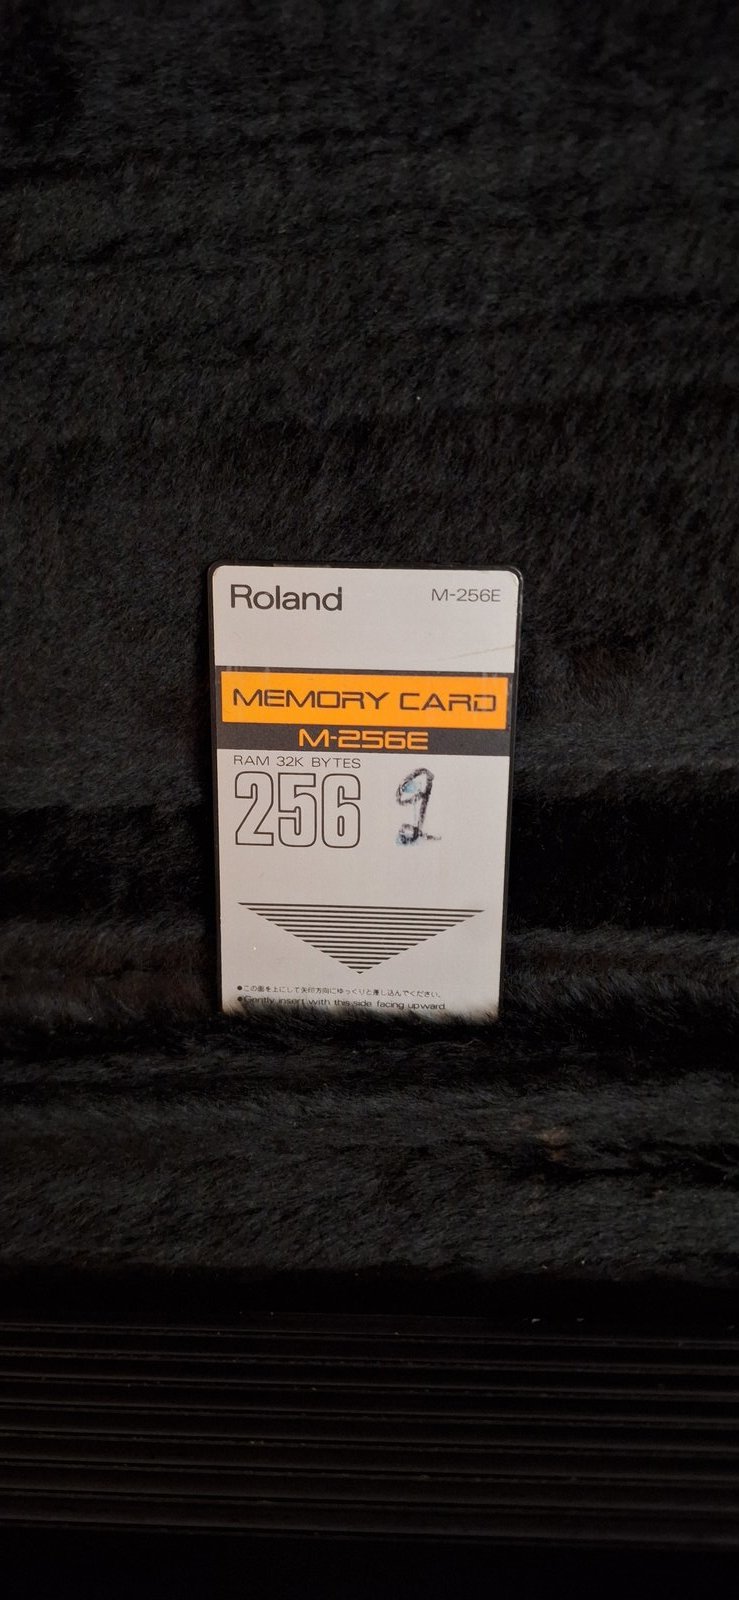 Roland M-256E
MEMORY CARD
M-256E
RAM 32K BYTES
256 2
●この面を上にして矢印方向にゆっくりと差し込んでください。
●Gently insert with this side facing upward